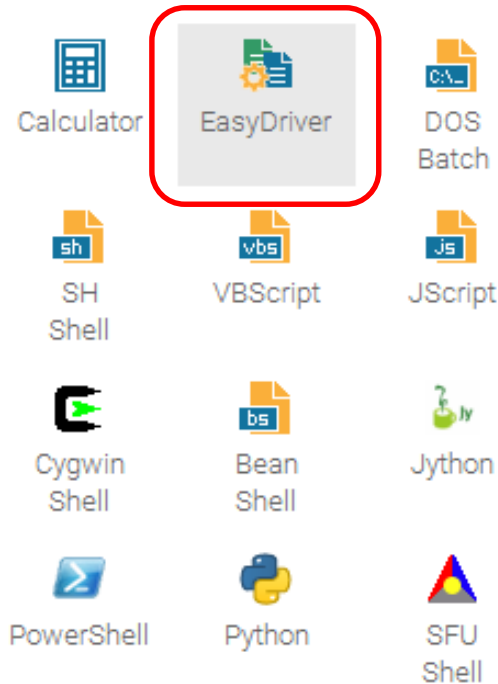 C:\_
Calculator
EasyDriver
DOS
Batch
sh
vbs
js
SH
Shell
VBScript
JScript
bs
Jy
Cygwin
Shell
Bean
Shell
Jython
PowerShell
Python
SFU
Shell